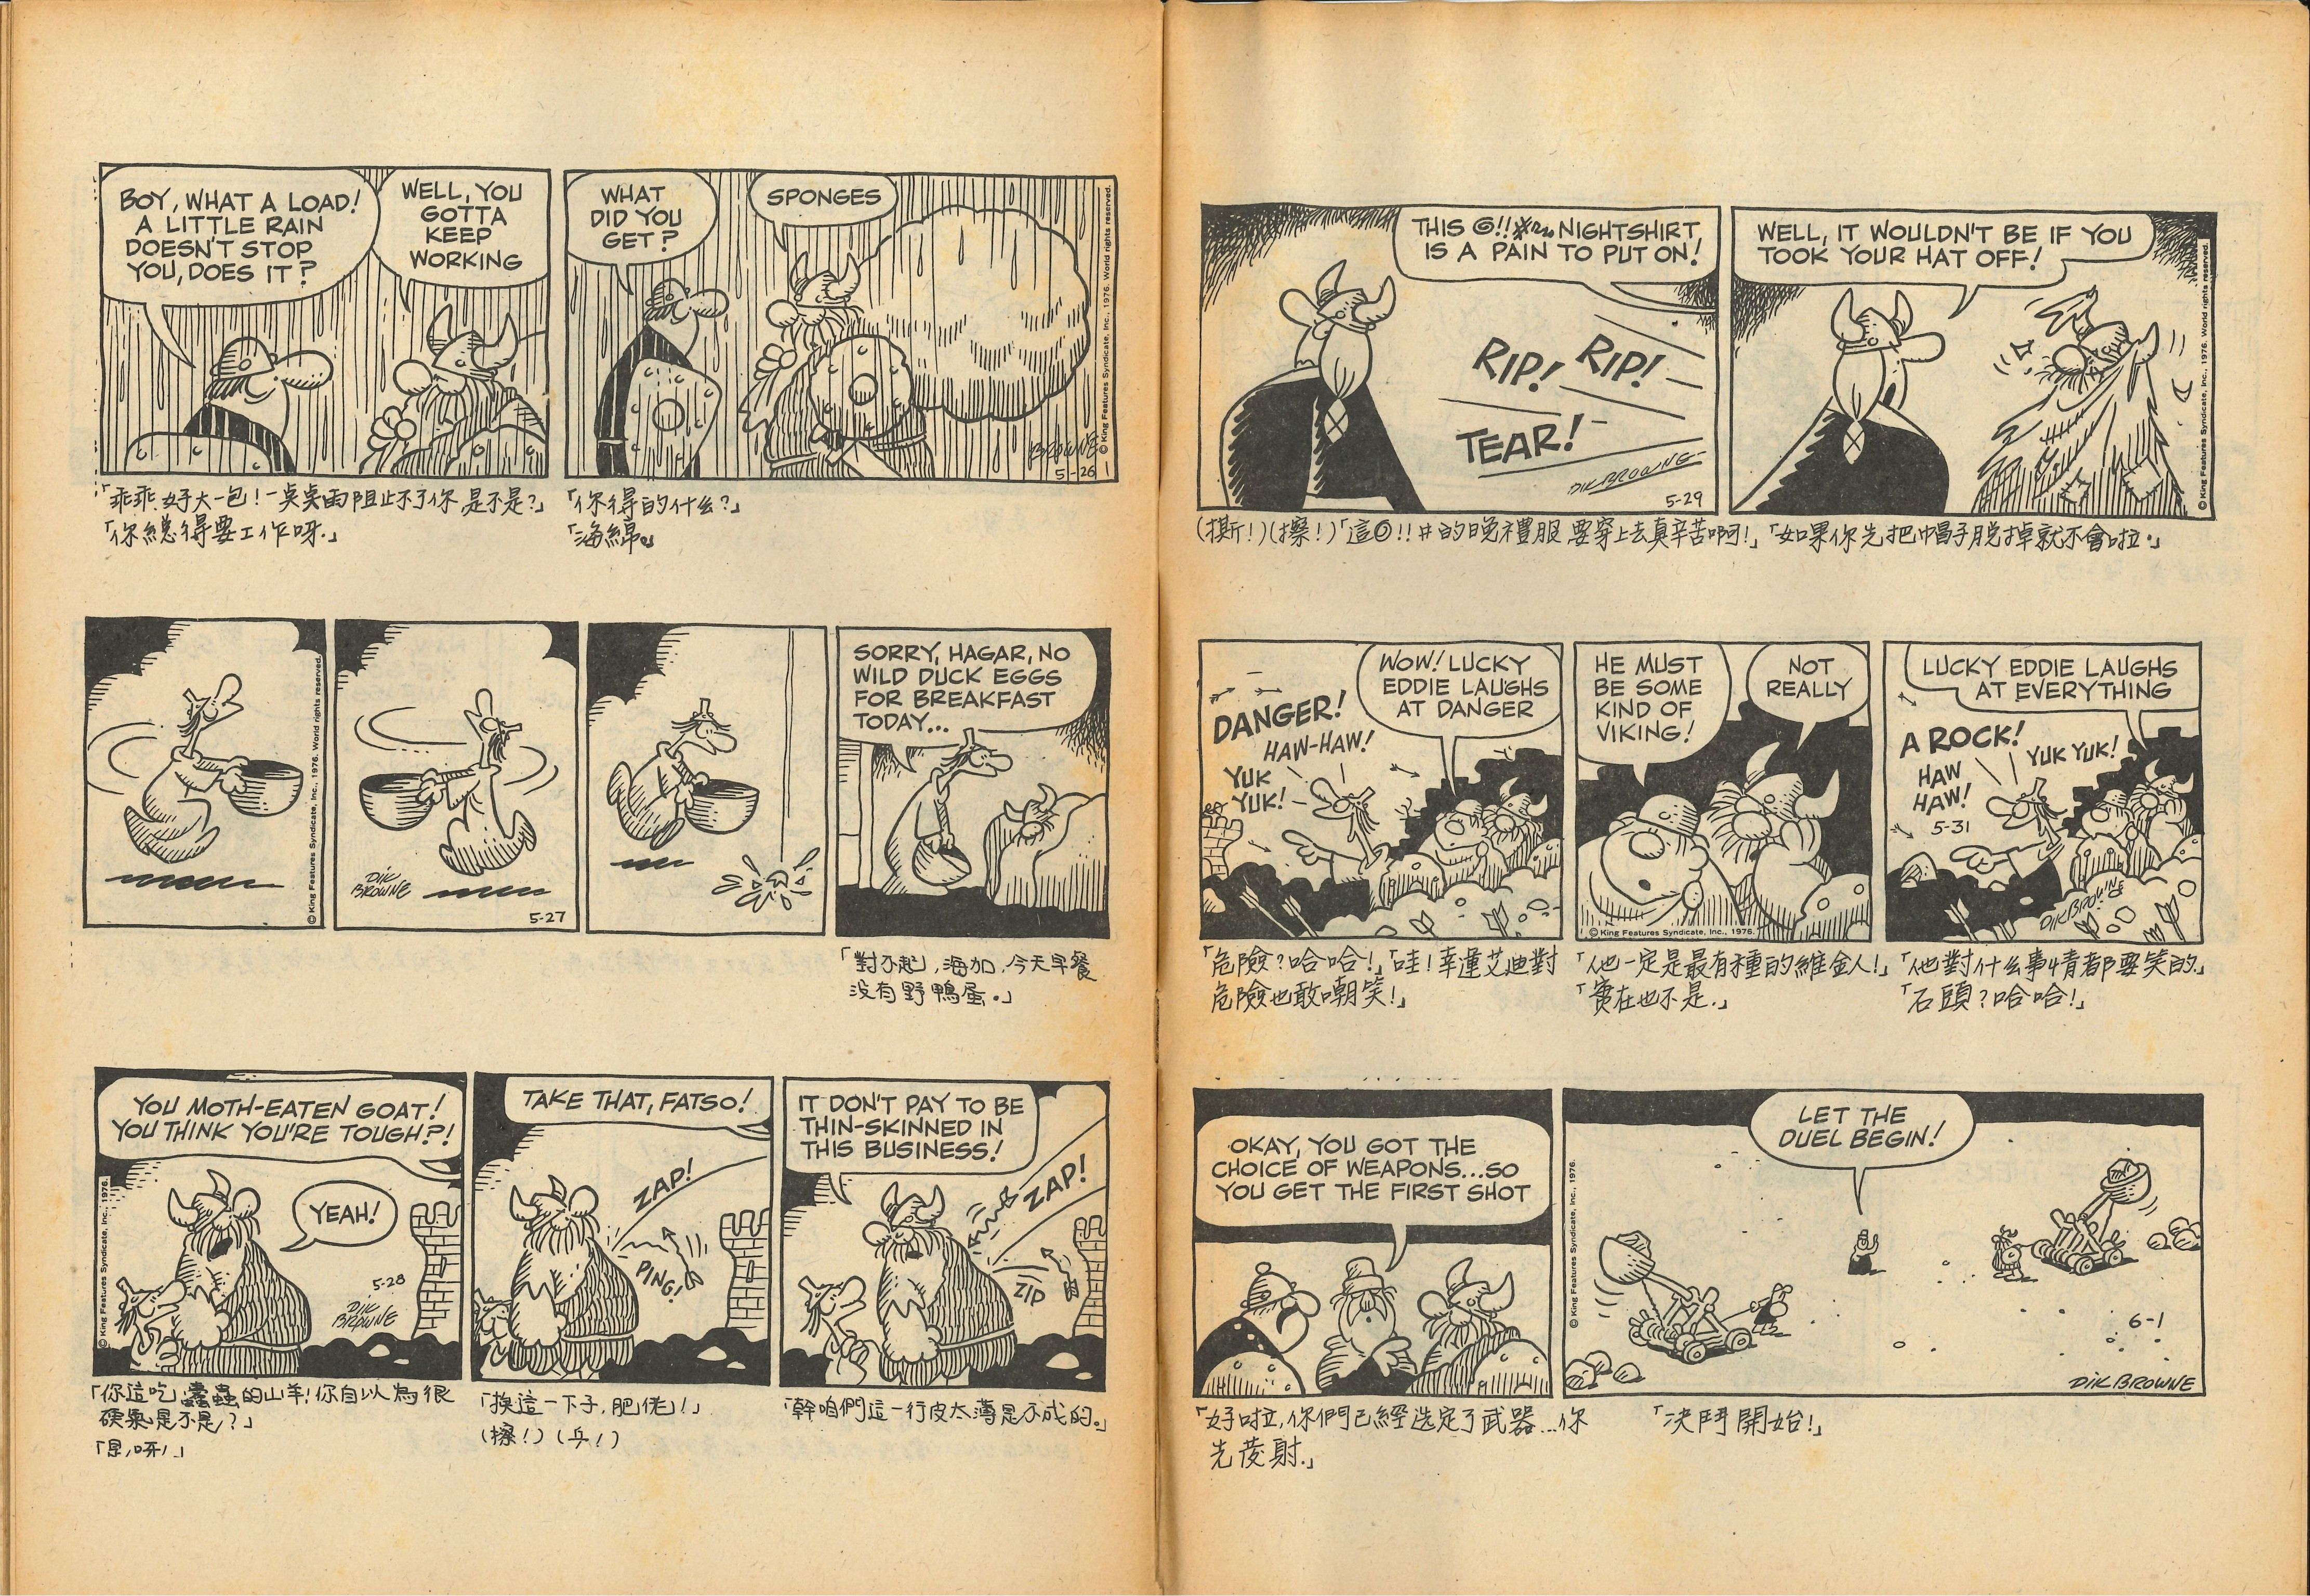 BOY, WHAT A LOAD!
A LITTLE RAIN
DOESN'T STOP
YOU, DOES IT?
WELL, YOU
GOTTA
KEEP
WORKING
WHAT
DID YOU
GET?
SPONGES
BROWNE
5-26
© King Features Syndicate, Inc., 1976. World rights reserved.
「乖乖,好大一包!一点点雨阻止不了你,是不是?」
「你總得要工作呀.」
「你得的什么?」
「海綿。」
© King Features Syndicate, Inc., 1976. World rights reserved.
DIK
BROWNE
5-27
SORRY, HAGAR, NO
WILD DUCK EGGS
FOR BREAKFAST
TODAY...
「對不起,海加,今天早餐
没有野鴨蛋。」
YOU MOTH-EATEN GOAT!
YOU THINK YOU'RE TOUGH?!
YEAH!
5-28
DIK
BROWNE
© King Features Syndicate, Inc., 1976.
TAKE THAT, FATSO!
ZAP!
PING!
IT DON'T PAY TO BE
THIN-SKINNED IN
THIS BUSINESS!
ZAP!
ZIP
「你這吃蠹蟲的山羊!你自以為很
硬氣是不是?」
「是呀!」
「挨這一下子,肥佬!」
(擦!)(乒!)
「幹咱們這一行皮太薄是不成的。」
THIS @!!# NIGHTSHIRT
IS A PAIN TO PUT ON!
RIP! RIP!
TEAR!
DIK BROWNE
5-29
WELL, IT WOULDN'T BE IF YOU
TOOK YOUR HAT OFF!
© King Features Syndicate, Inc., 1976. World rights reserved.
(撕!)(擦!)「這@!!#的晚禮服要穿上去真辛苦啊!」「如果你先把帽子脱掉就不會啦。」
DANGER!
HAW-HAW!
YUK
YUK!
WOW! LUCKY
EDDIE LAUGHS
AT DANGER
HE MUST
BE SOME
KIND OF
VIKING!
NOT
REALLY
© King Features Syndicate, Inc., 1976.
LUCKY EDDIE LAUGHS
AT EVERYTHING
A ROCK!
HAW
HAW!
YUK YUK!
5-31
DIK BROWNE
「危險?哈哈!」「哇!幸運艾迪對
危險也敢嘲笑!」
「他一定是最有種的維金人!」
「實在也不是.」
「他對什么事情都要笑的.」
「石頭?哈哈!」
OKAY, YOU GOT THE
CHOICE OF WEAPONS...SO
YOU GET THE FIRST SHOT
© King Features Syndicate, Inc., 1976.
LET THE
DUEL BEGIN!
6-1
DIK BROWNE
「好啦,你們已經选定了武器...你
先發射.」
「决鬥開始!」